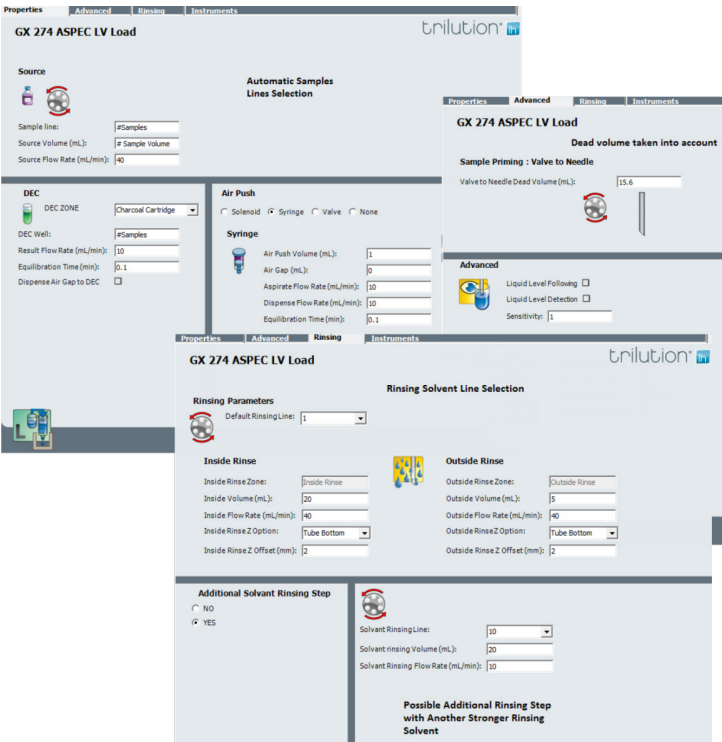 Properties Advanced Rinsing Instruments
GX 274 ASPEC LV Load
trilution® lh
Source
Automatic Samples
Lines Selection
Sample line: #Samples
Source Volume (mL): # Sample Volume
Source Flow Rate (mL/min): 40
DEC
DEC ZONE Charcoal Cartridge
DEC Well: #Samples
Result Flow Rate (mL/min): 10
Equilibration Time (min): 0.1
Dispense Air Gap to DEC
Air Push
Solenoid Syringe Valve None
Syringe
Air Push Volume (mL): 1
Air Gap (mL): 0
Aspirate Flow Rate (mL/min): 10
Dispense Flow Rate (mL/min): 10
Equilibration Time (min): 0.1
L
Properties Advanced Rinsing Instruments
GX 274 ASPEC LV Load
Dead volume taken into account
Sample Priming : Valve to Needle
Valve to Needle Dead Volume (mL): 15.6
Advanced
Liquid Level Following
Liquid Level Detection
Sensitivity: 1
Properties Advanced Rinsing Instruments
GX 274 ASPEC LV Load
trilution® lh
Rinsing Solvent Line Selection
Rinsing Parameters
Default Rinsing Line: 1
Inside Rinse
Inside Rinse Zone: Inside Rinse
Inside Volume (mL): 20
Inside Flow Rate (mL/min): 40
Inside Rinse Z Option: Tube Bottom
Inside Rinse Z Offset (mm): 2
Outside Rinse
Outside Rinse Zone: Outside Rinse
Outside Volume (mL): 5
Outside Flow Rate (mL/min): 40
Outside Rinse Z Option: Tube Bottom
Outside Rinse Z Offset (mm): 2
Additional Solvant Rinsing Step
NO
YES
Solvant Rinsing Line: 10
Solvant rinsing Volume (mL): 20
Solvant Rinsing Flow Rate (mL/min): 10
Possible Additional Rinsing Step
with Another Stronger Rinsing
Solvent